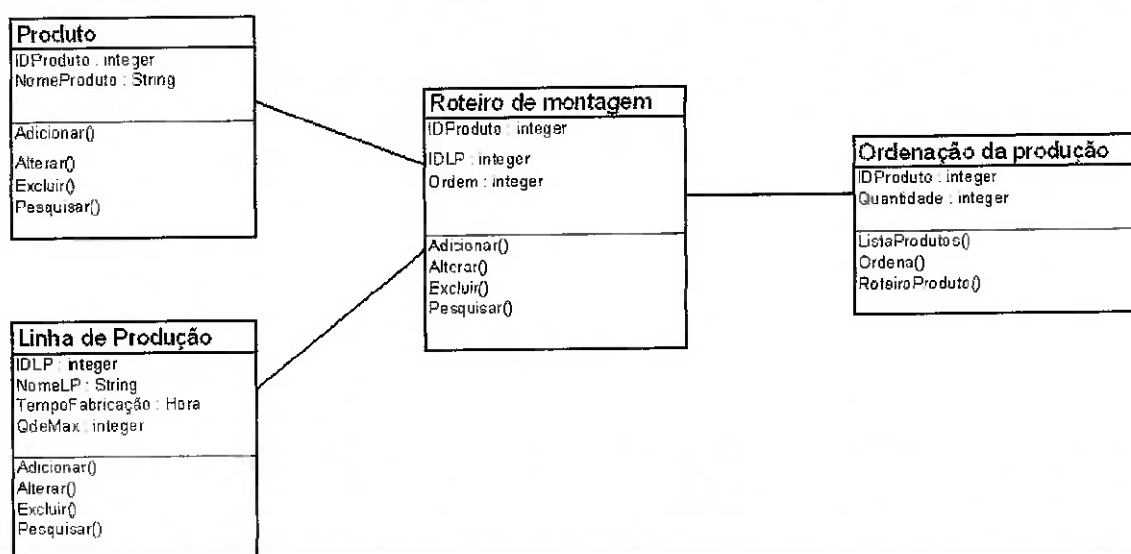 Produto
IDProduto : integer
NomeProduto : String
Adicionar()
Alterar()
Excluir()
Pesquisar()
Linha de Produção
IDLP : integer
NomeLP : String
TempoFabricação : Hora
QdeMax : integer
Adicionar()
Alterar()
Excluir()
Pesquisar()
Roteiro de montagem
IDProduto : integer
IDLP : integer
Ordem : integer
Adicionar()
Alterar()
Excluir()
Pesquisar()
Ordenação da produção
IDProduto : integer
Quantidade : integer
ListaProdutos()
Ordena()
RoteiroProduto()